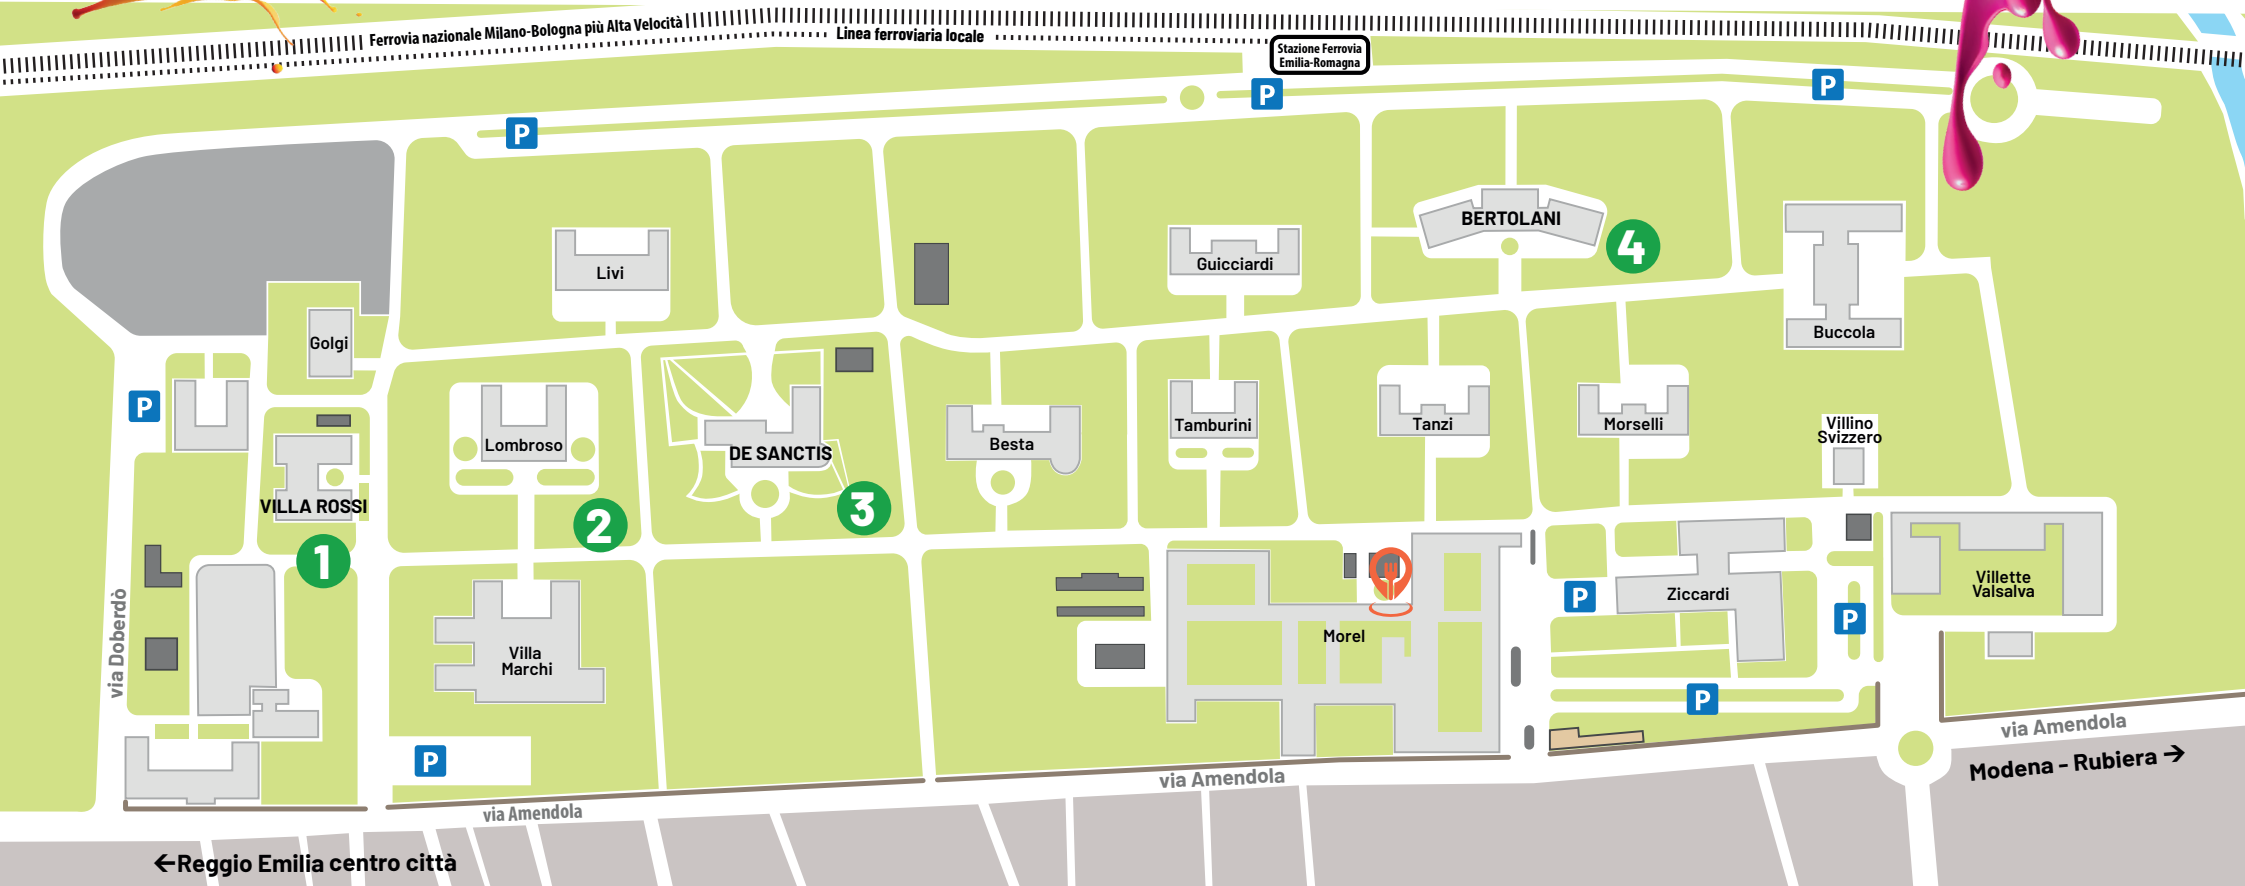 Ferrovia nazionale Milano-Bologna più Alta Velocità
Linea ferroviaria locale
Stazione Ferrovia
Emilia-Romagna
P
P
P
BERTOLANI
4
Livi
Guicciardi
Buccola
Golgi
P
Lombroso
DE SANCTIS
Besta
Tamburini
Tanzi
Morselli
Villino
Svizzero
VILLA ROSSI
1
2
3
Ziccardi
P
Villette
Valsalva
P
Morel
via Doberdò
Villa
Marchi
P
P
via Amendola
via Amendola
via Amendola
Modena - Rubiera →
←Reggio Emilia centro città